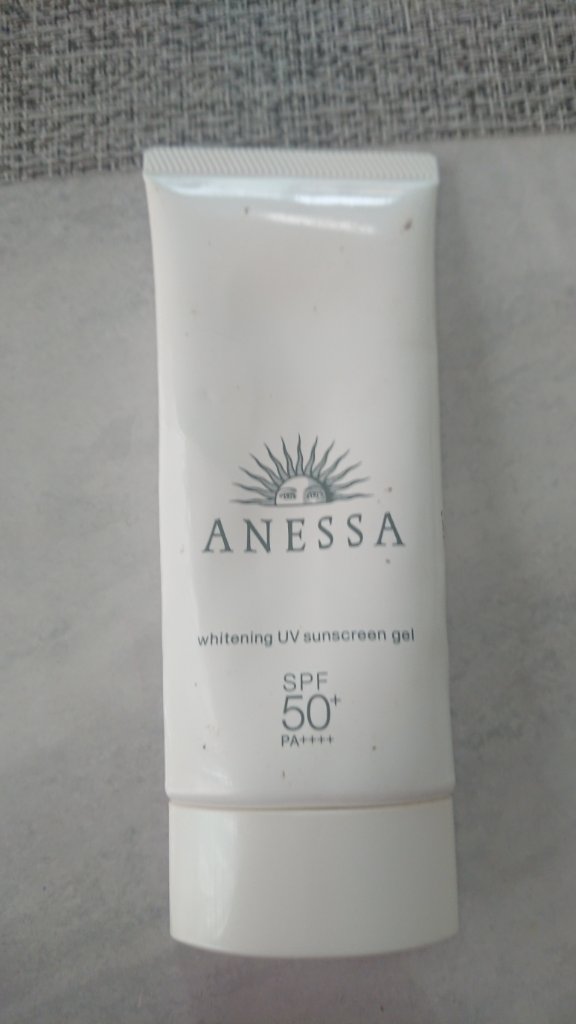 ANESSA
whitening UV sunscreen gel
SPF
50+
PA++++